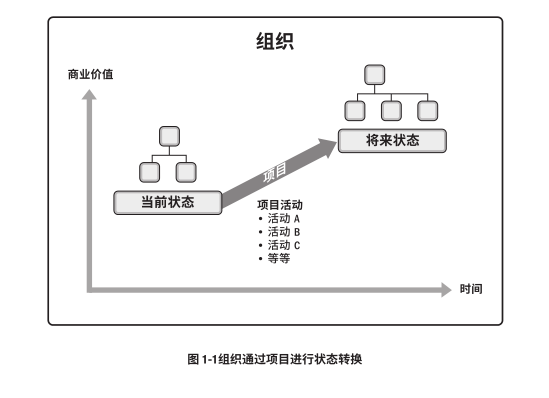 组织
商业价值
将来状态
项目
当前状态
项目活动
• 活动 A
• 活动 B
• 活动 C
• 等等
时间
图 1-1组织通过项目进行状态转换